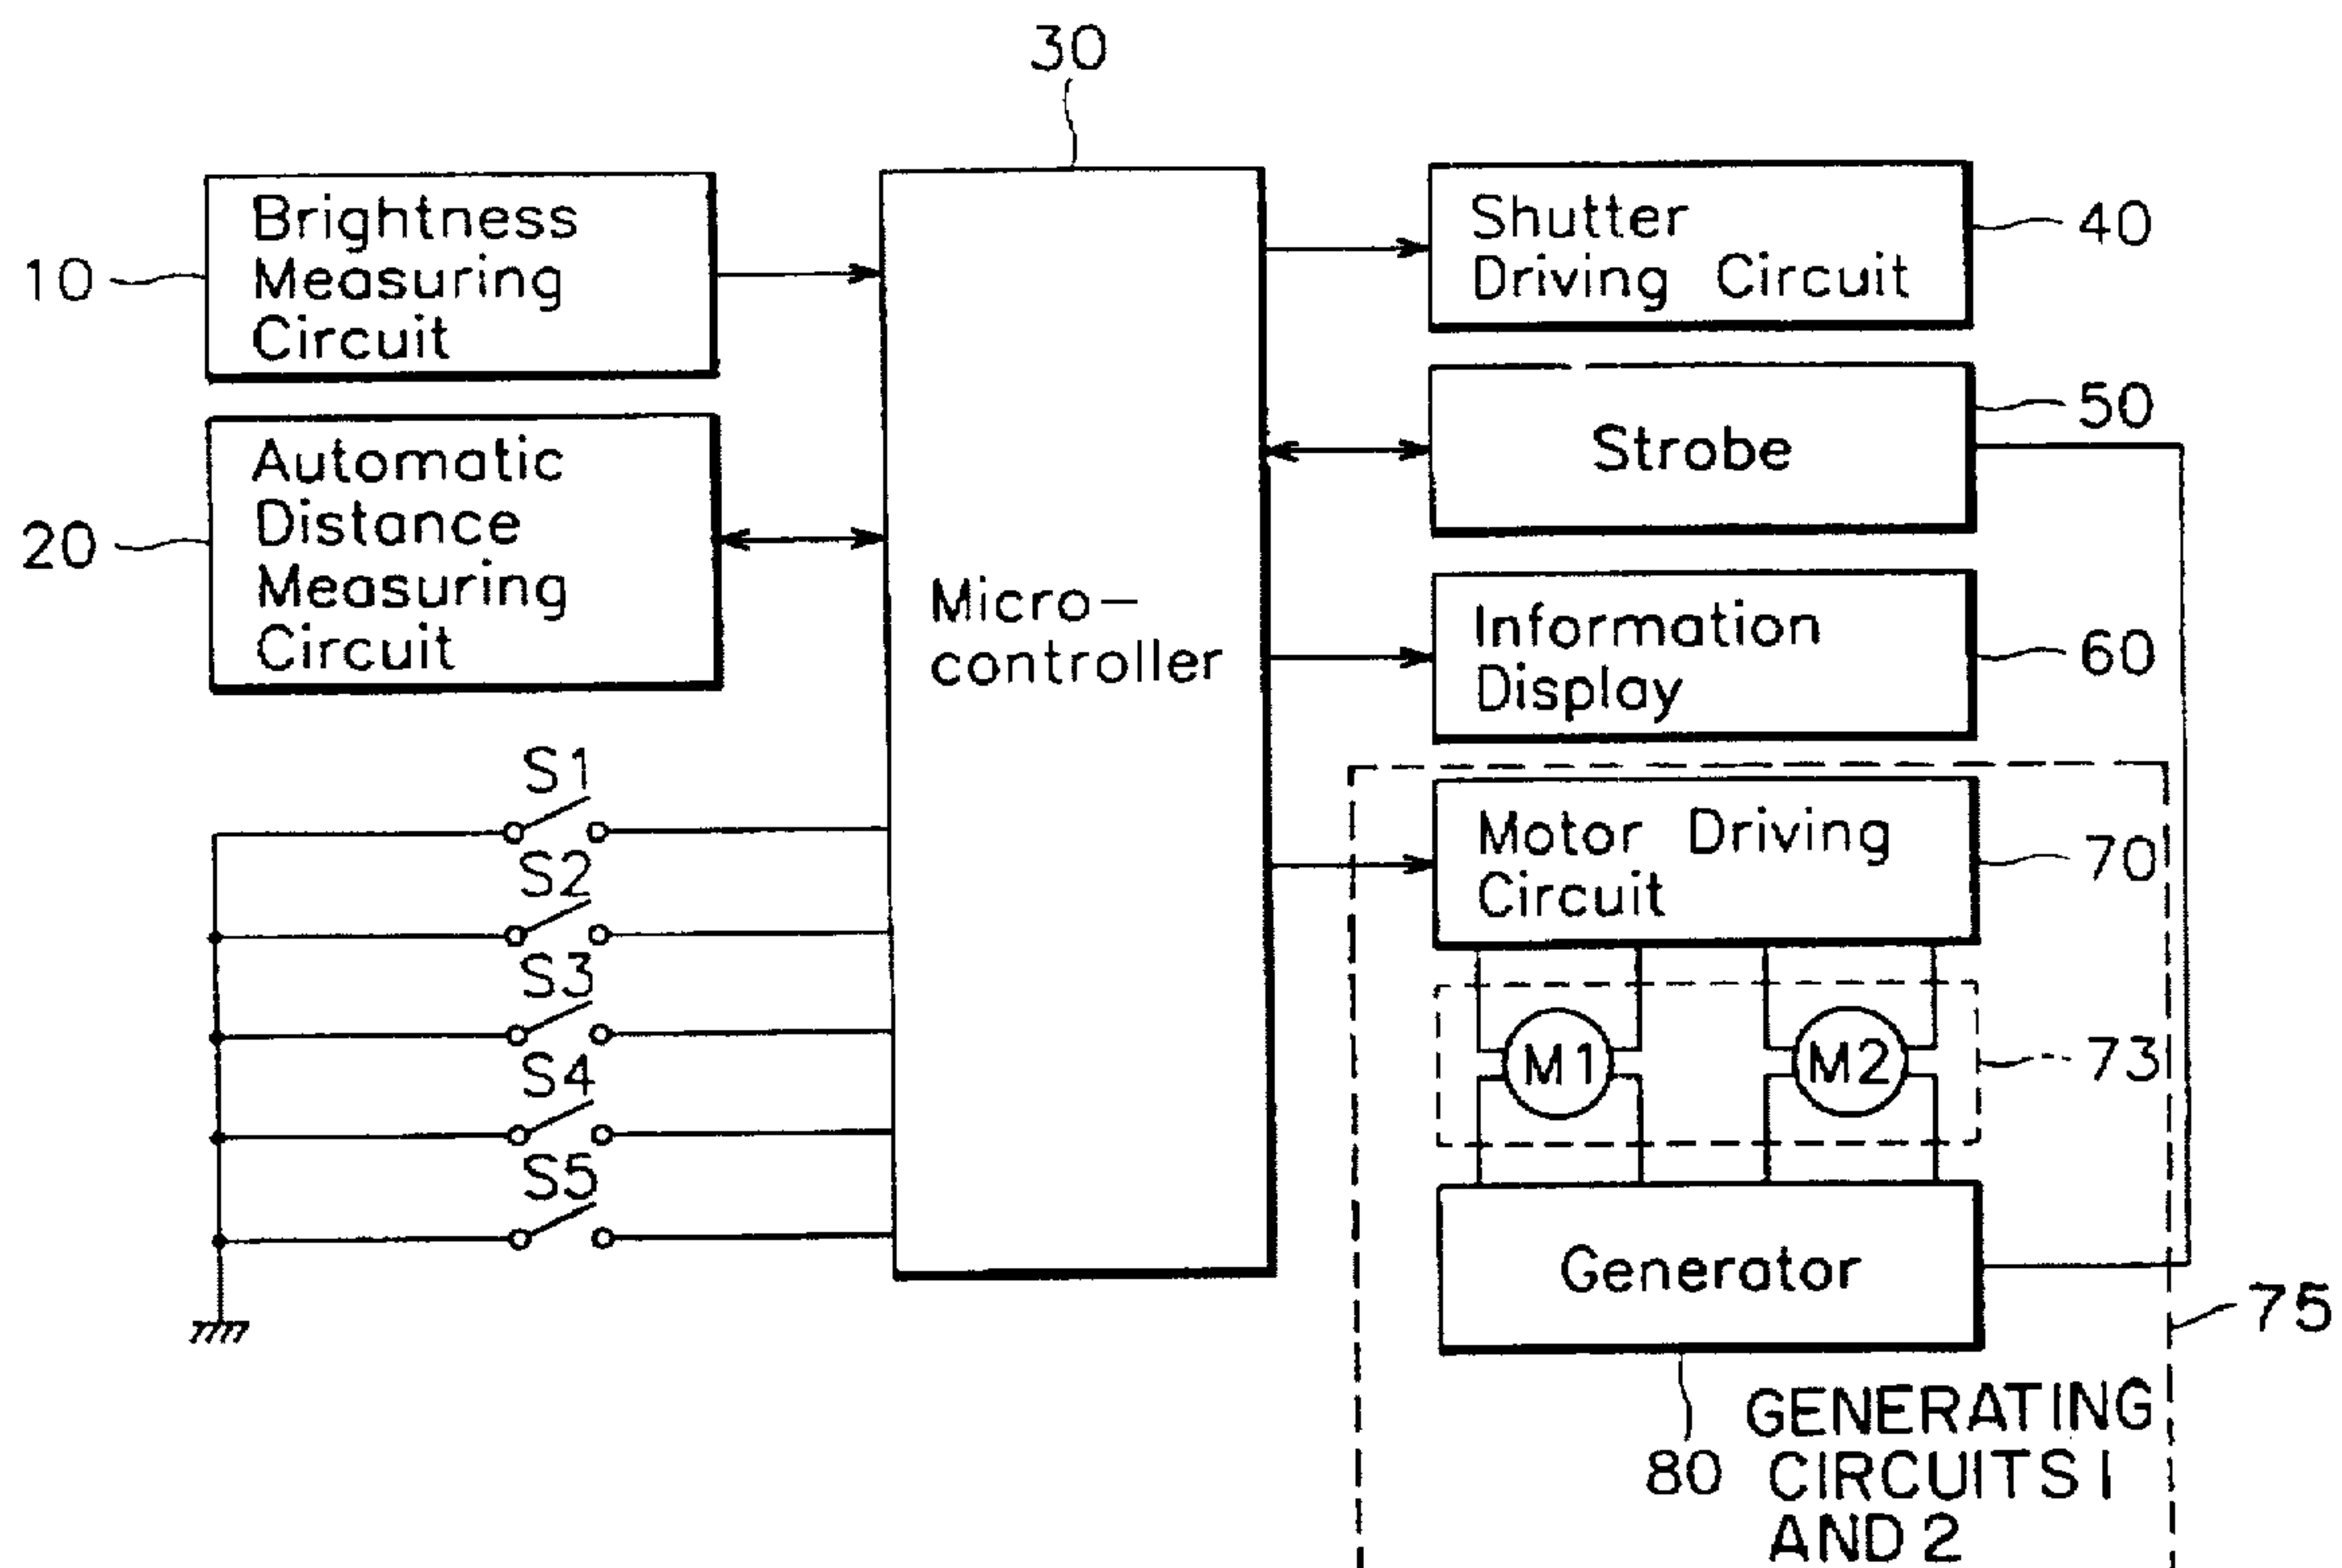 30
10
Brightness
Measuring
Circuit
20
Automatic
Distance
Measuring
Circuit
S1
S2
S3
S4
S5
Micro-
controller
Shutter
Driving Circuit
40
Strobe
50
Information
Display
60
Motor Driving
Circuit
70
M1
M2
73
Generator
75
80
GENERATING
CIRCUITS 1
AND 2